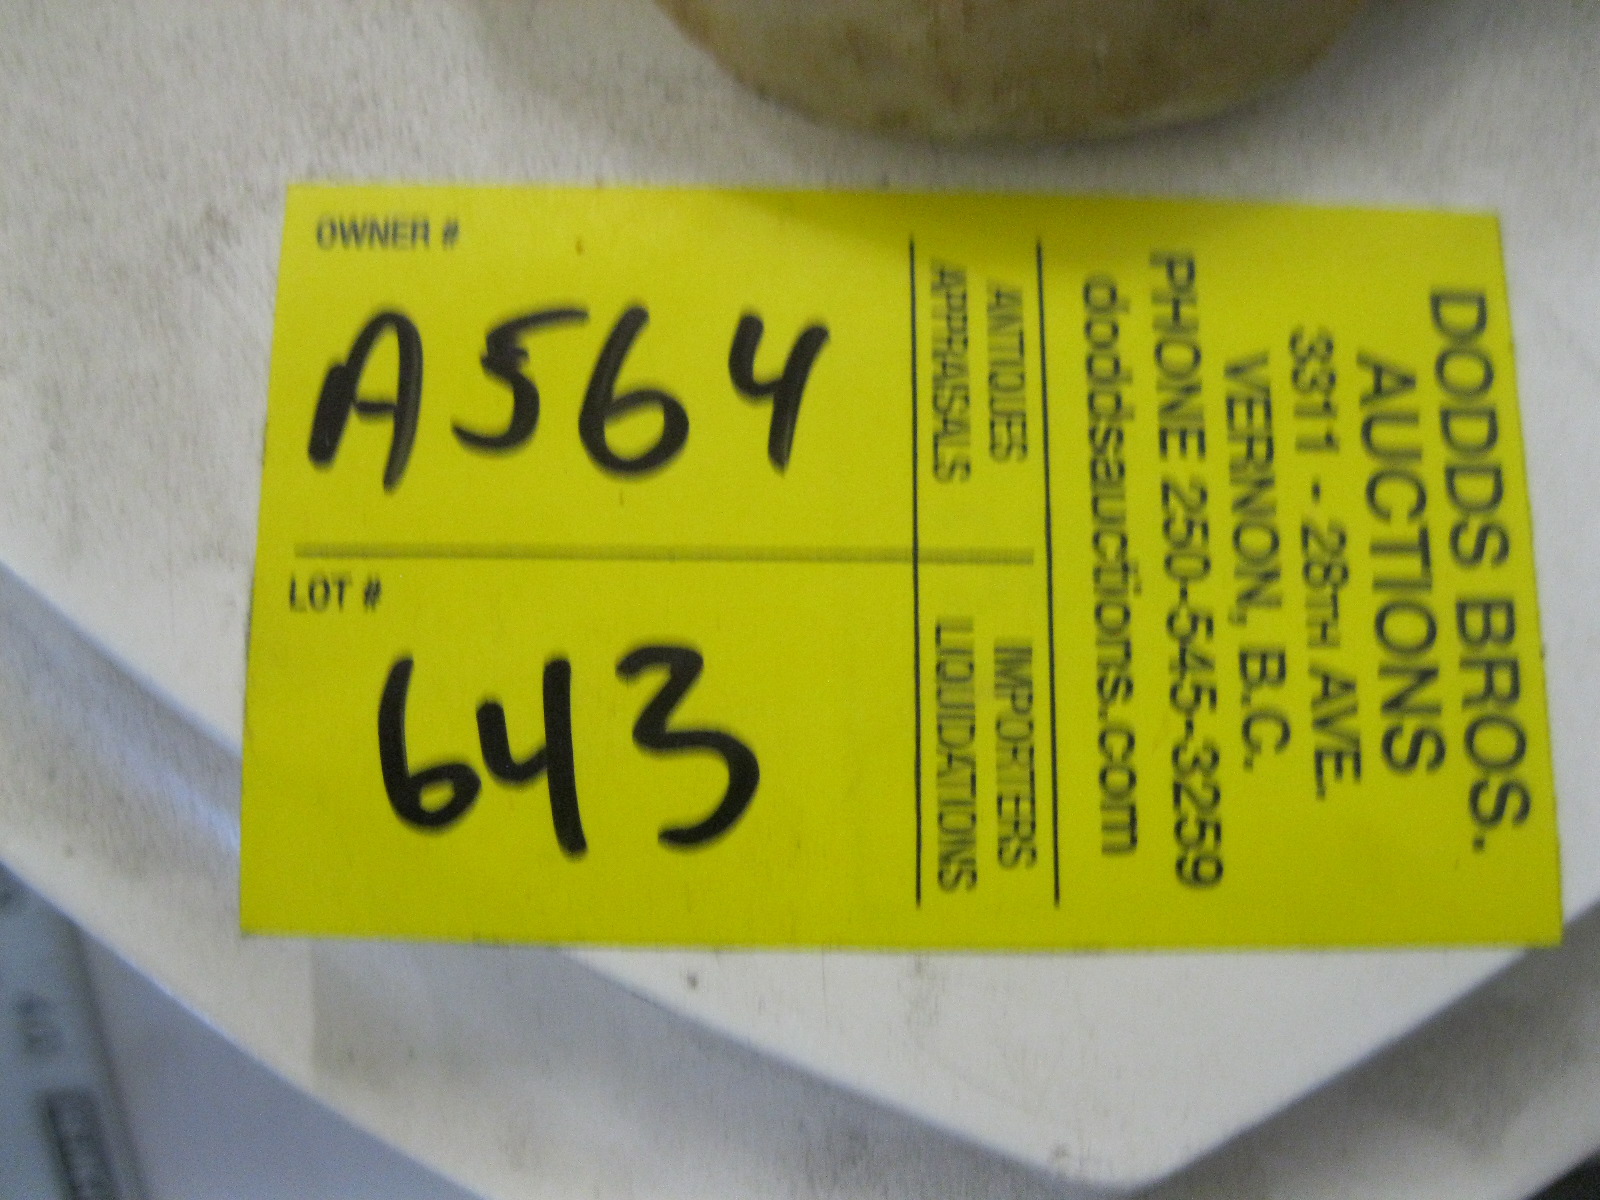 OWNER #
A564
LOT #
643
DODDS BROS.
AUCTIONS
3311 - 28TH AVE.
VERNON, B.C.
PHONE 250-545-3259
doddsauctions.com
ANTIQUES IMPORTERS
APPRAISALS LIQUIDATIONS